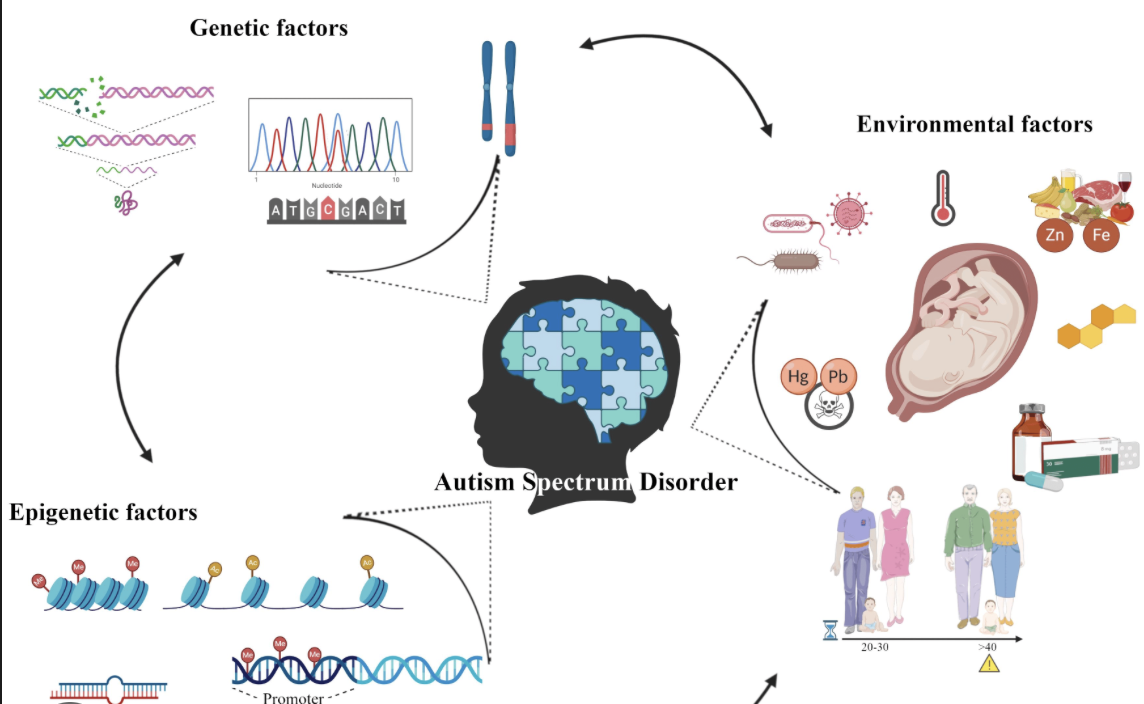 Genetic factors
1
Nucleotide
10
A T G C G A C T
Environmental factors
Zn Fe
Hg Pb
Autism Spectrum Disorder
20-30
>40
Epigenetic factors
Me Me Me Ac Ac Ac
Me Me Me
Promoter